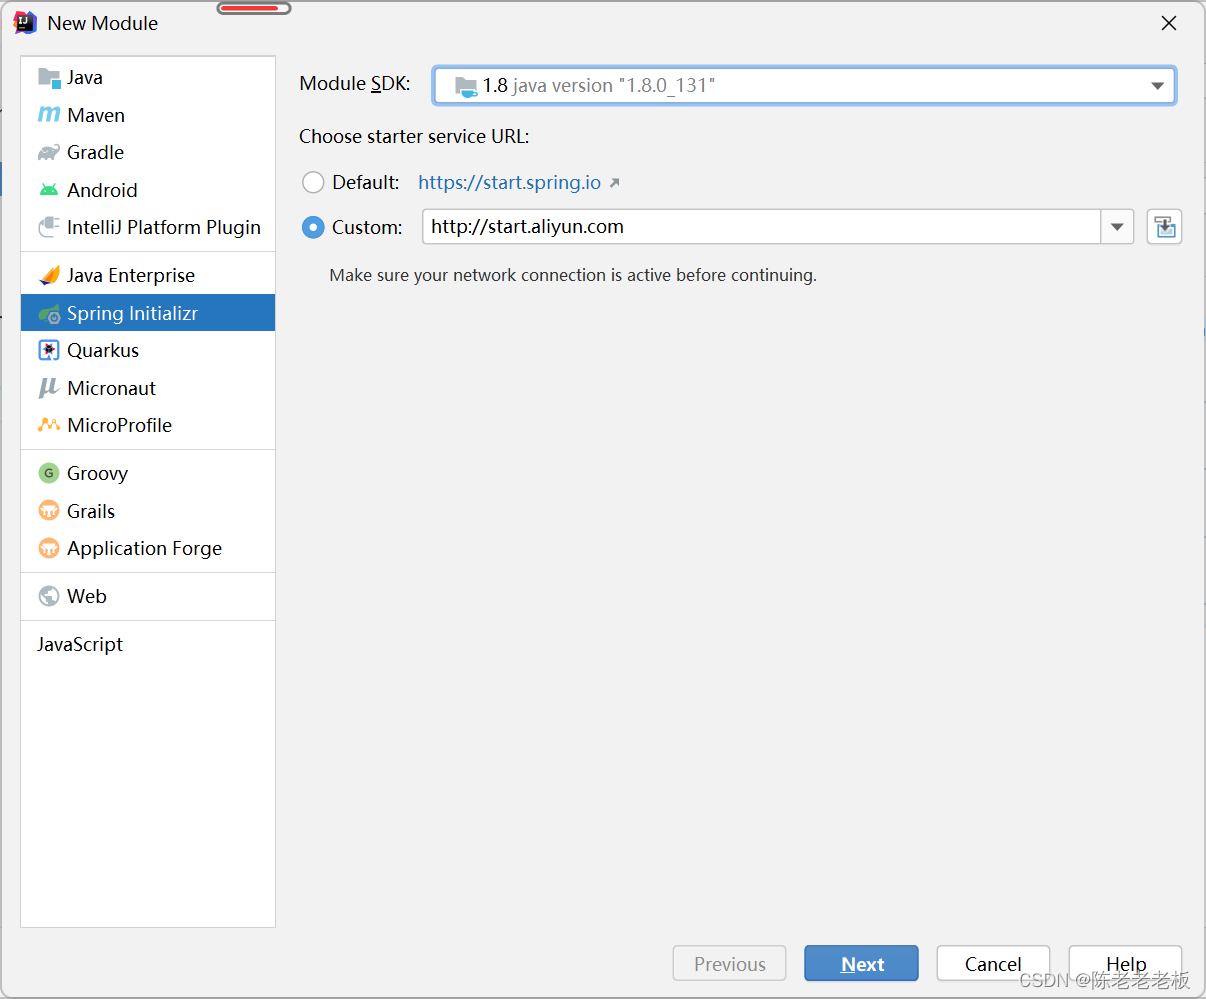 New Module
Java
Maven
Gradle
Android
IntelliJ Platform Plugin
Java Enterprise
Spring Initializr
Quarkus
Micronaut
MicroProfile
Groovy
Grails
Application Forge
Web
JavaScript
Module SDK: 1.8 java version "1.8.0_131"
Choose starter service URL:
Default: https://start.spring.io
Custom: http://start.aliyun.com
Make sure your network connection is active before continuing.
Previous Next Cancel Help
CSDN @陈老老老板